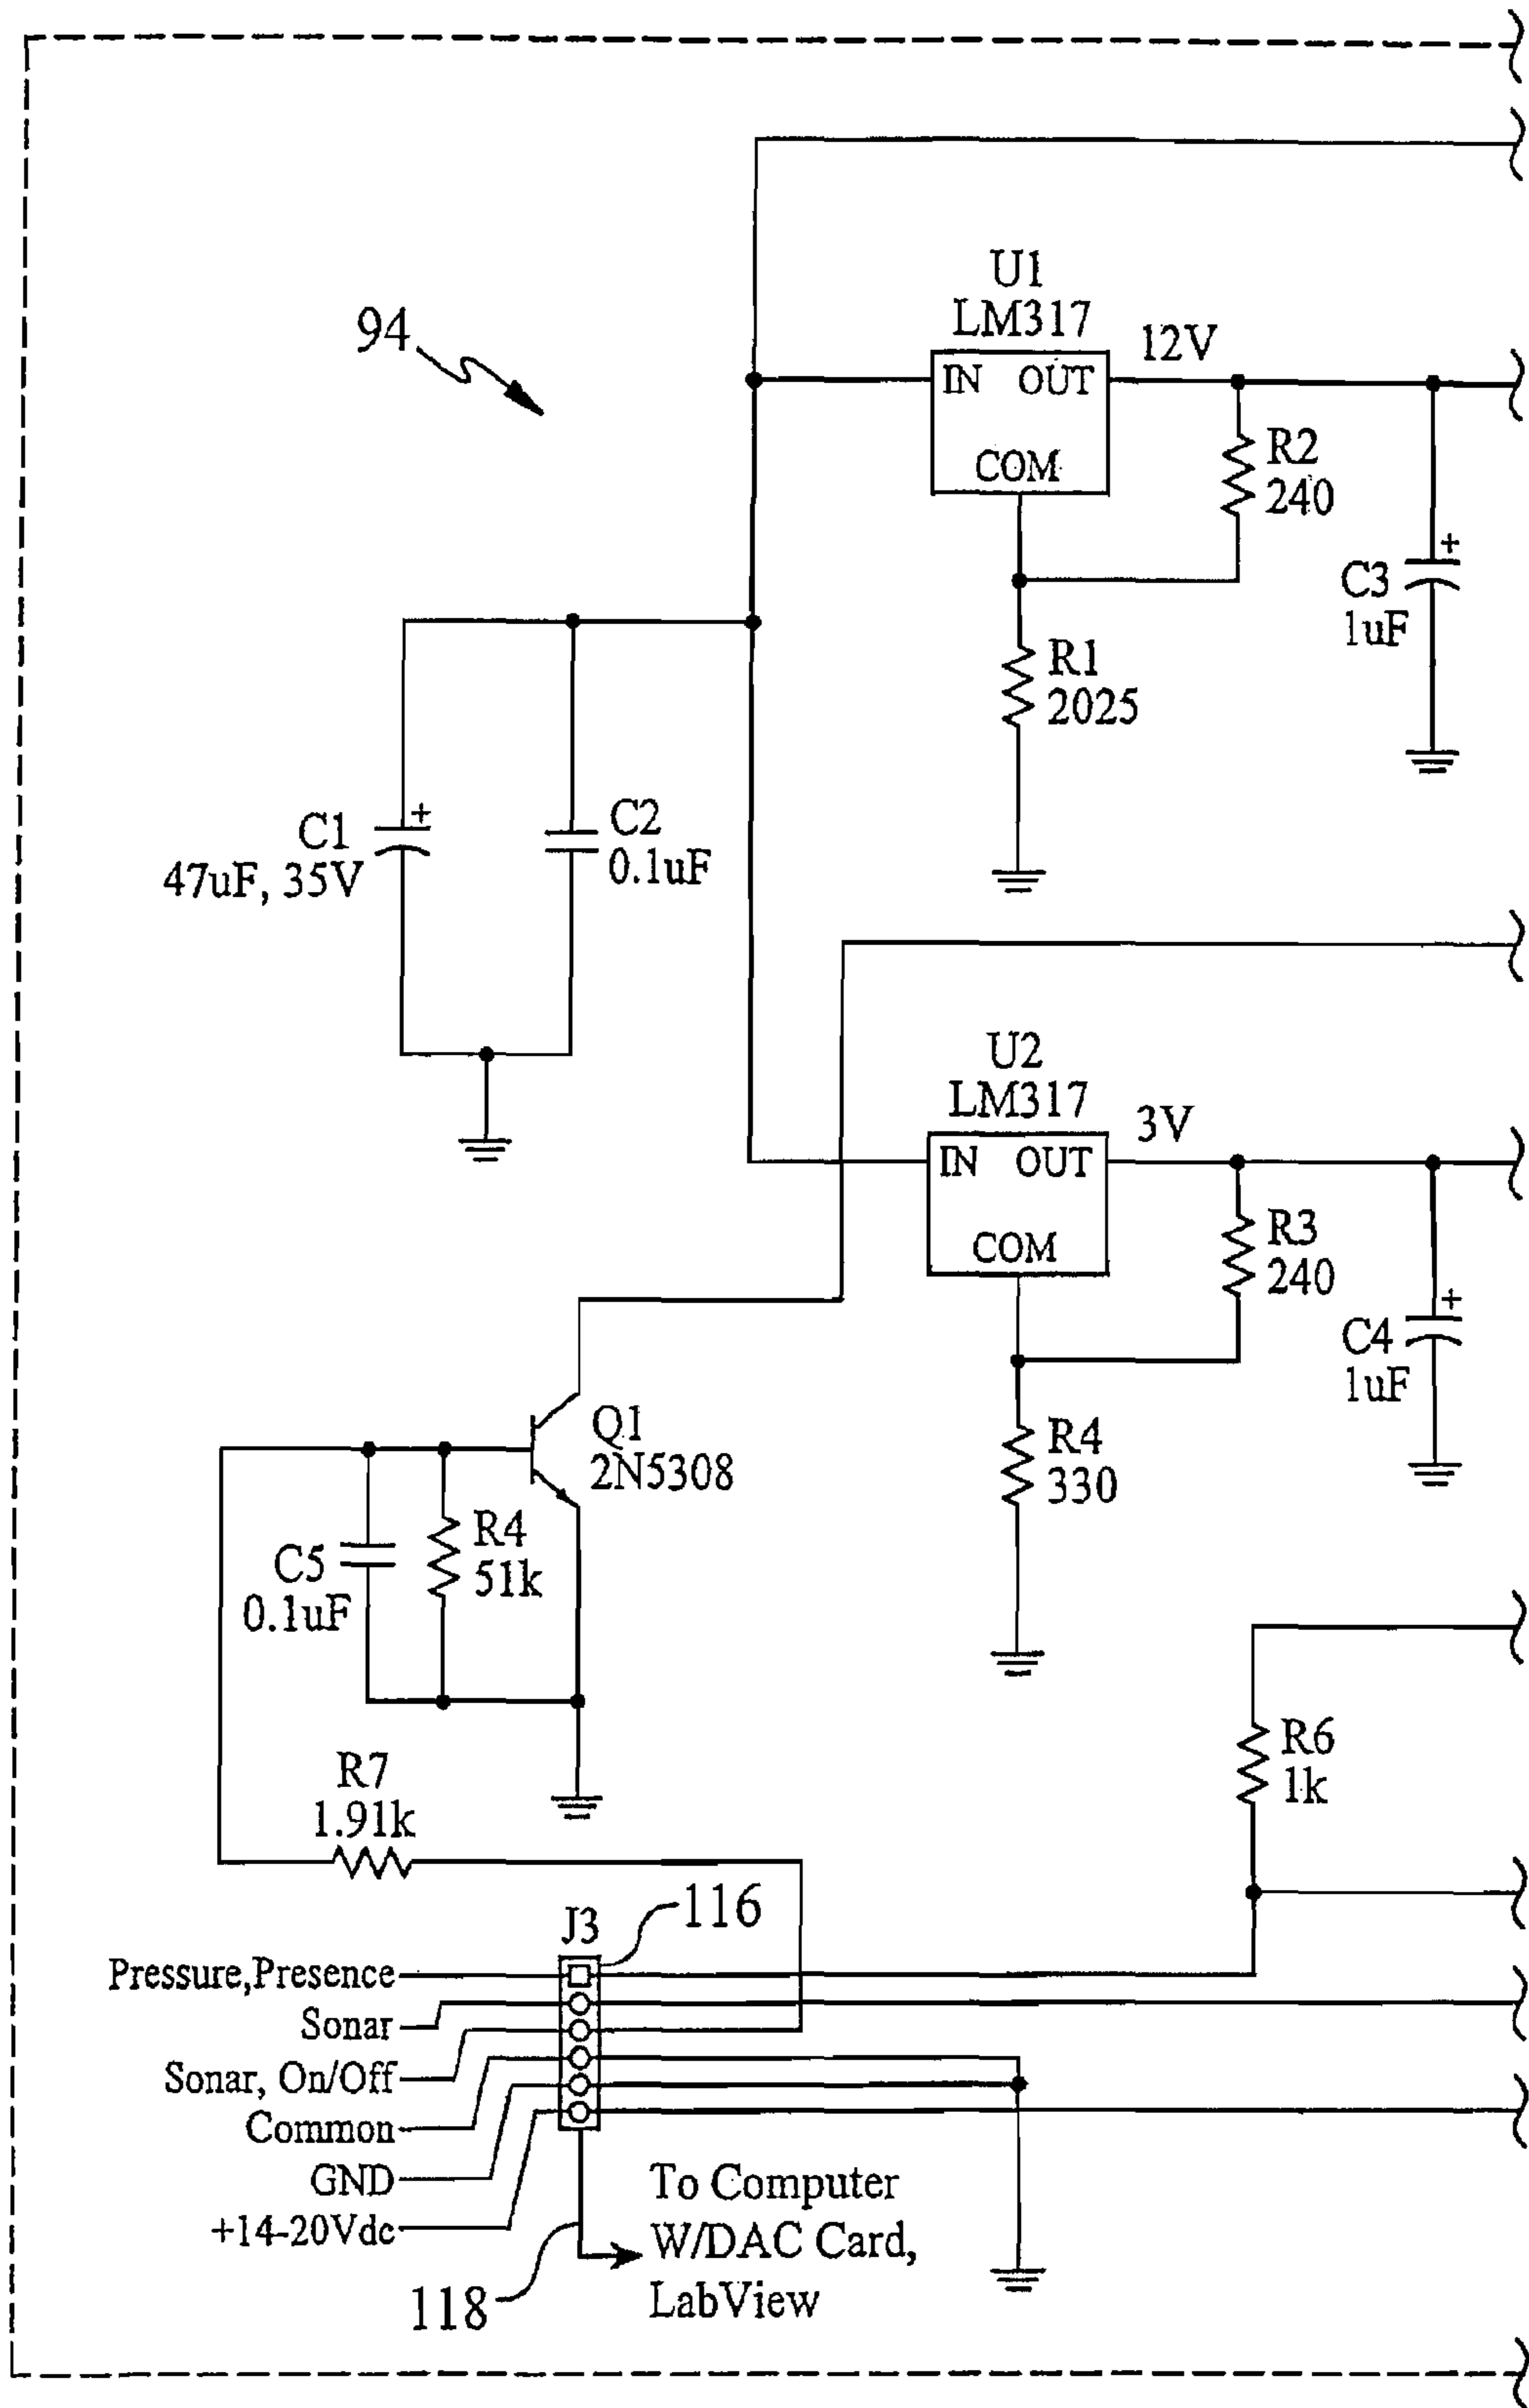 94
U1
LM317
12V
IN OUT
COM
R2
240
C3
1uF
+
R1
2025
C1
47uF, 35V
+
C2
0.1uF
U2
LM317
3V
IN OUT
COM
R3
240
C4
1uF
+
R4
330
Q1
2N5308
C5
0.1uF
R4
51k
R7
1.91k
R6
1k
J3
116
Pressure,Presence
Sonar
Sonar, On/Off
Common
GND
+14-20Vdc
118
To Computer
W/DAC Card,
LabView